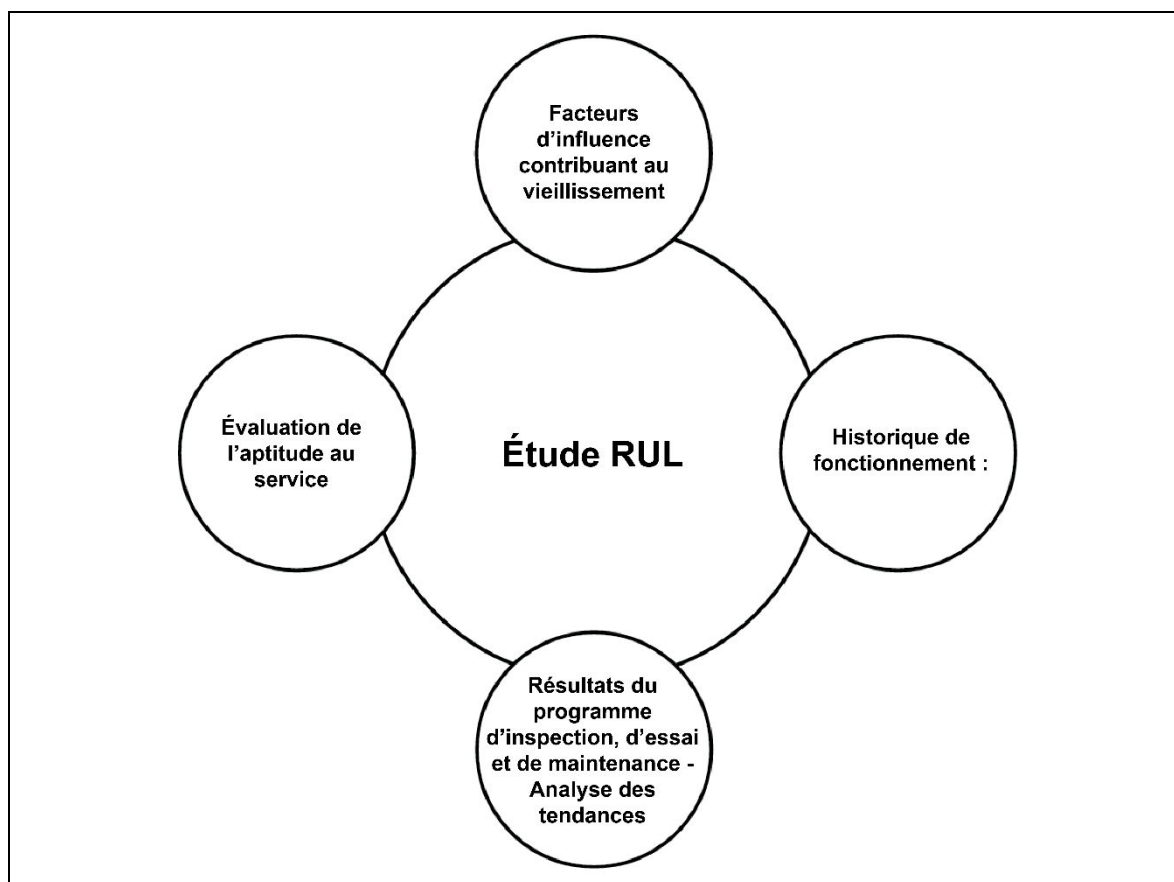 Facteurs
d'influence
contribuant au
vieillissement
Évaluation de
l'aptitude au
service
Étude RUL
Historique de
fonctionnement :
Résultats du
programme
d'inspection, d'essai
et de maintenance -
Analyse des
tendances